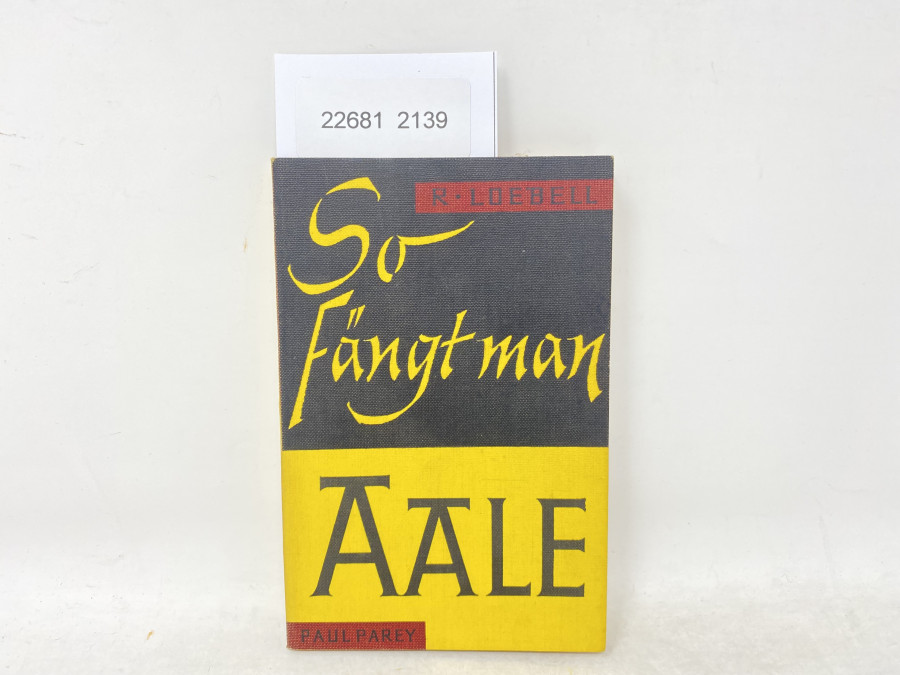 22681 2139
R · LOEBELL
So
Fängt man
AALE
PAUL PAREY